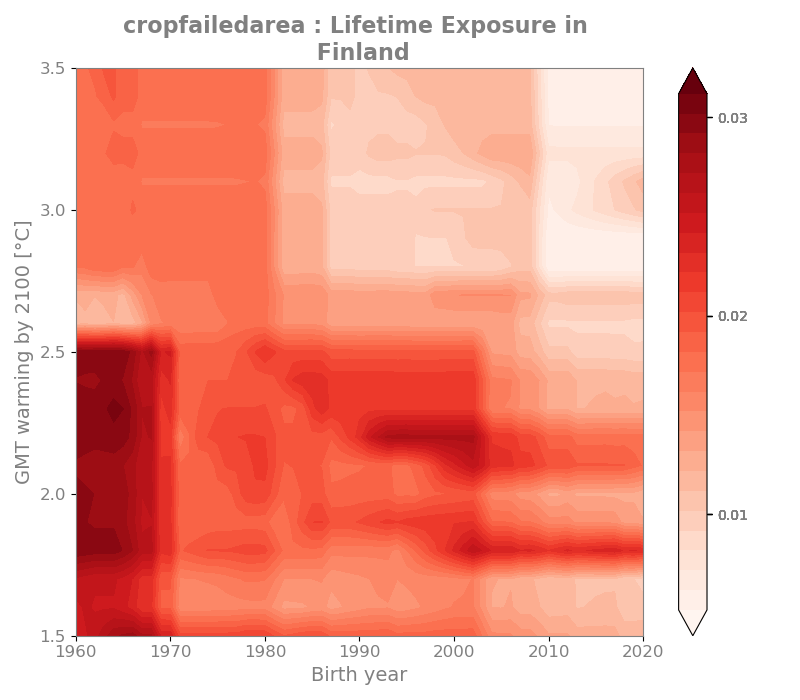 cropfailedarea : Lifetime Exposure in
Finland
3.5
3.0
2.5
2.0
1.5
GMT warming by 2100 [°C]
1960 1970 1980 1990 2000 2010 2020
Birth year
0.03
0.02
0.01